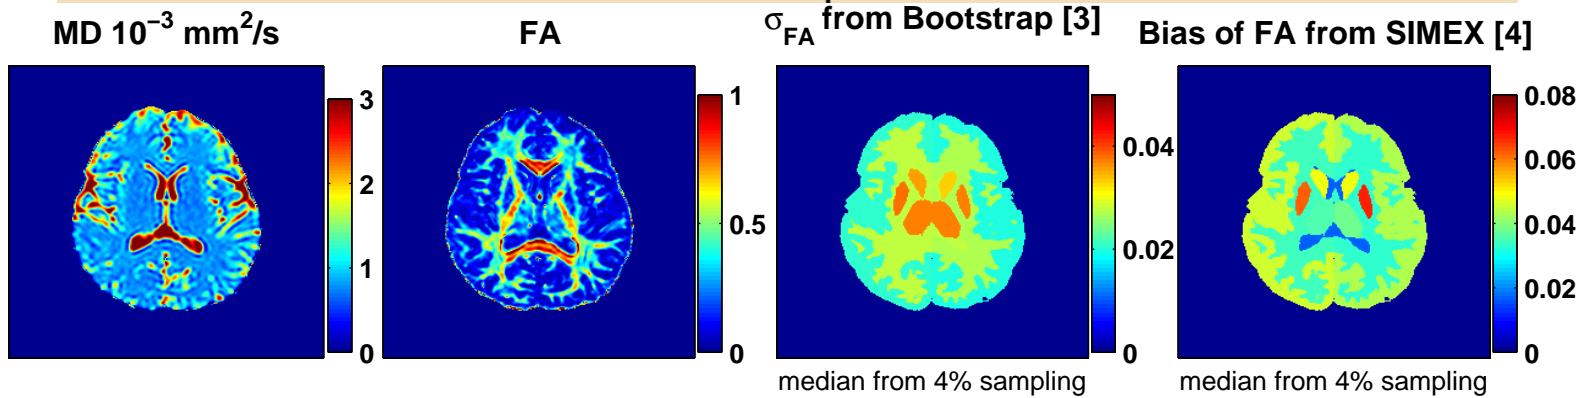 MD 10⁻³ mm²/s
FA
σ_FA from Bootstrap [3]
Bias of FA from SIMEX [4]
3
2
1
0
1
0.5
0
0.04
0.02
0
0.08
0.06
0.04
0.02
0
median from 4% sampling
median from 4% sampling